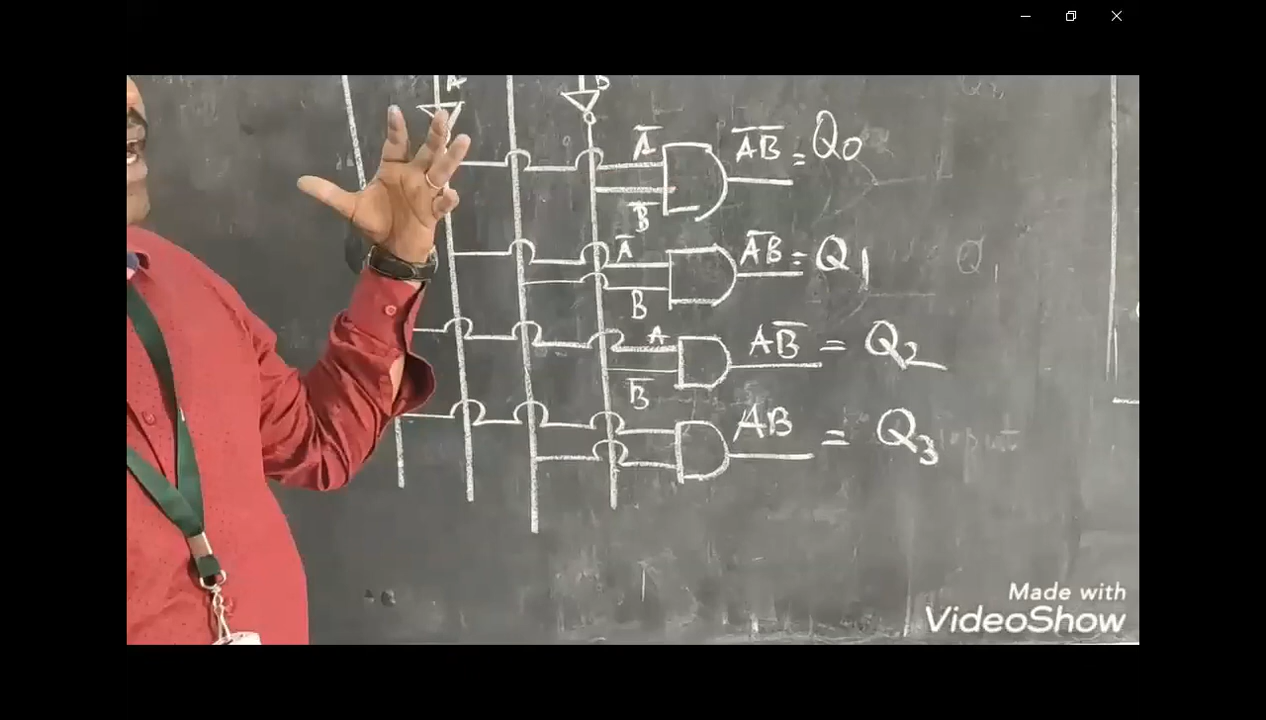 A
B
A̅
A̅B̅ = Q0
B̅
A̅
A̅B = Q1
B
A
AB̅ = Q2
B̅
AB = Q3
Made with
VideoShow